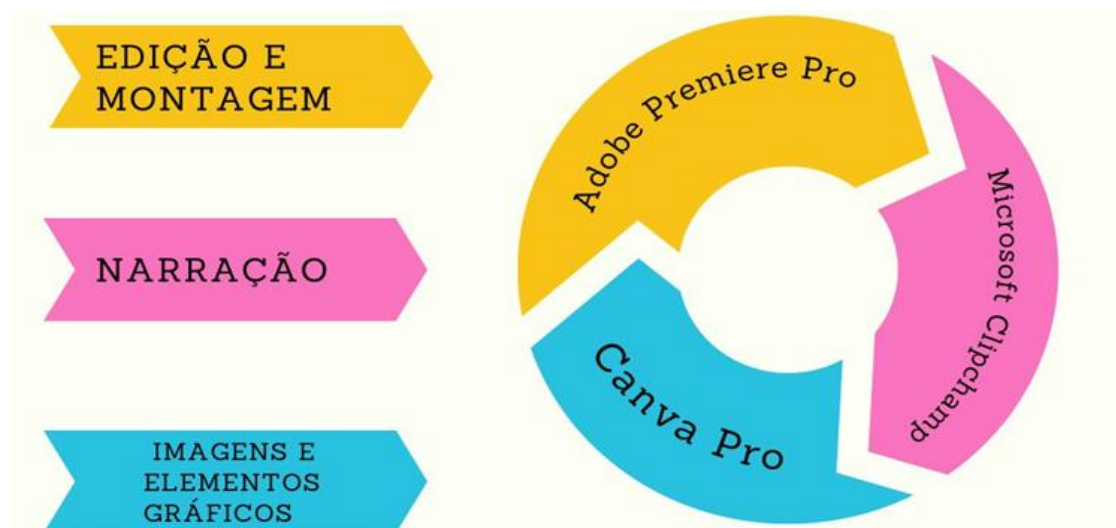 EDIÇÃO E
MONTAGEM
Adobe Premiere Pro
NARRAÇÃO
Microsoft Clipchamp
IMAGENS E
ELEMENTOS
GRÁFICOS
Canva Pro